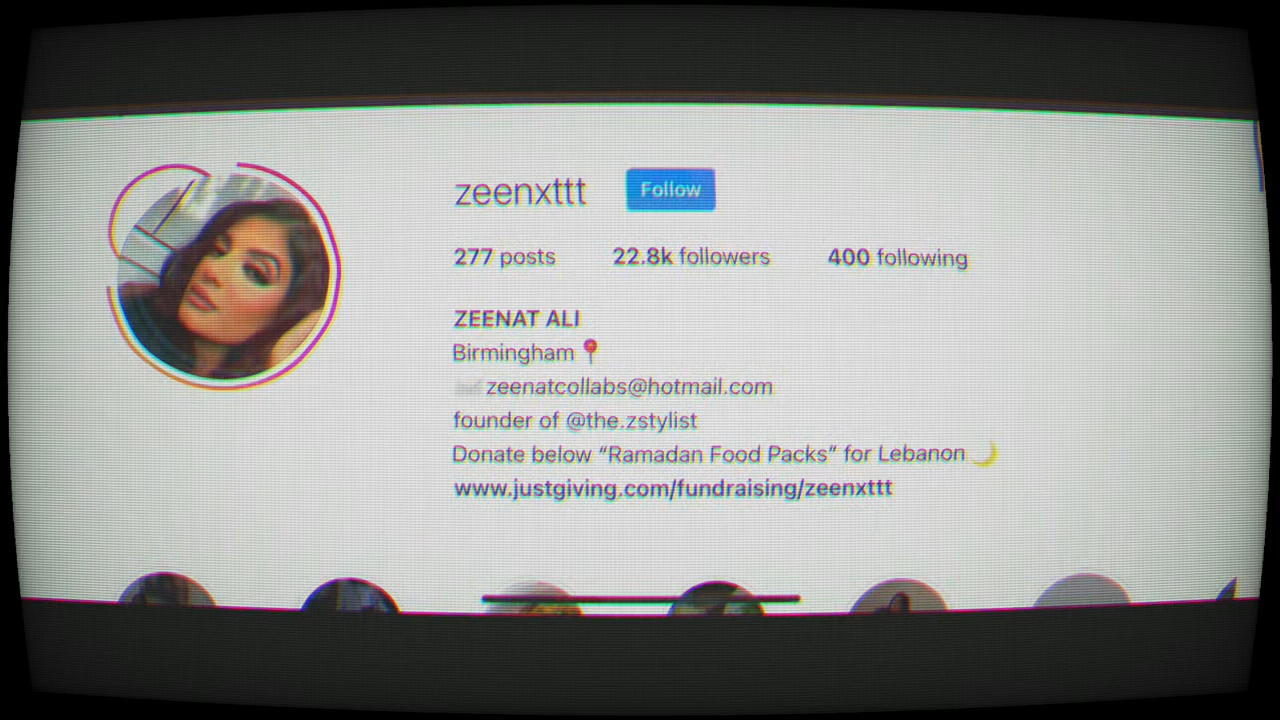 zeenxttt Follow
277 posts 22.8k followers 400 following
ZEENAT ALI
Birmingham 📍
zeenatcollabs@hotmail.com
founder of @the.zstylist
Donate below “Ramadan Food Packs” for Lebanon 🌙
www.justgiving.com/fundraising/zeenxttt